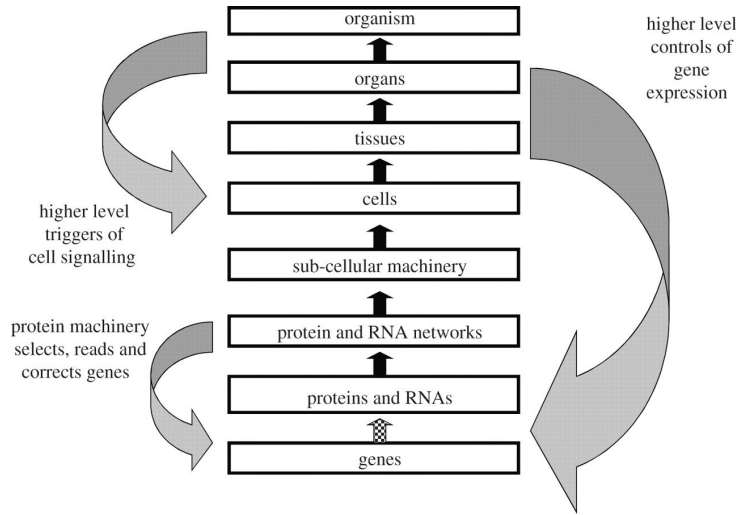 organism
organs
tissues
cells
sub-cellular machinery
protein and RNA networks
proteins and RNAs
genes
higher level
triggers of
cell signalling
protein machinery
selects, reads and
corrects genes
higher level
controls of
gene
expression